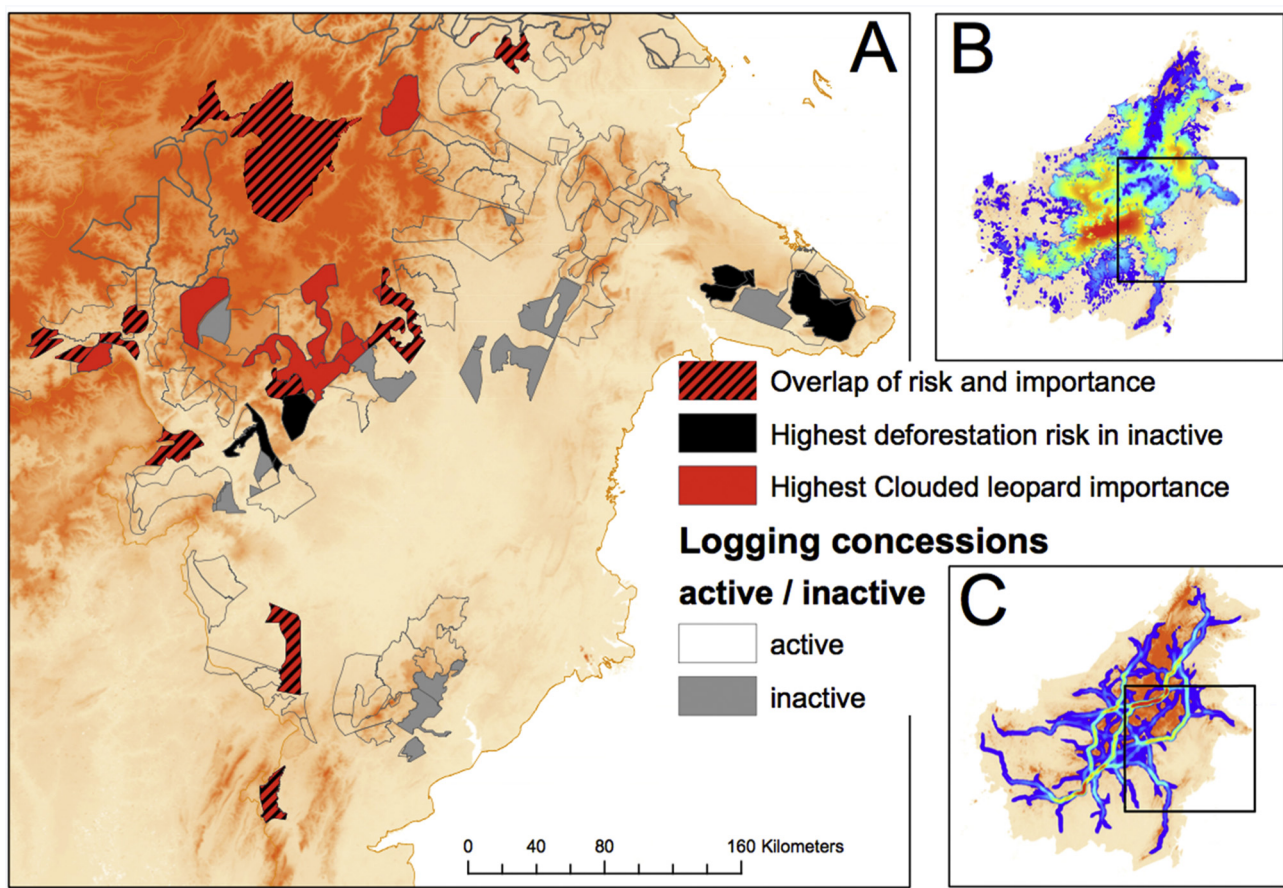 A
B
Overlap of risk and importance
Highest deforestation risk in inactive
Highest Clouded leopard importance
Logging concessions
active / inactive
active
inactive
C
0 40 80 160 Kilometers